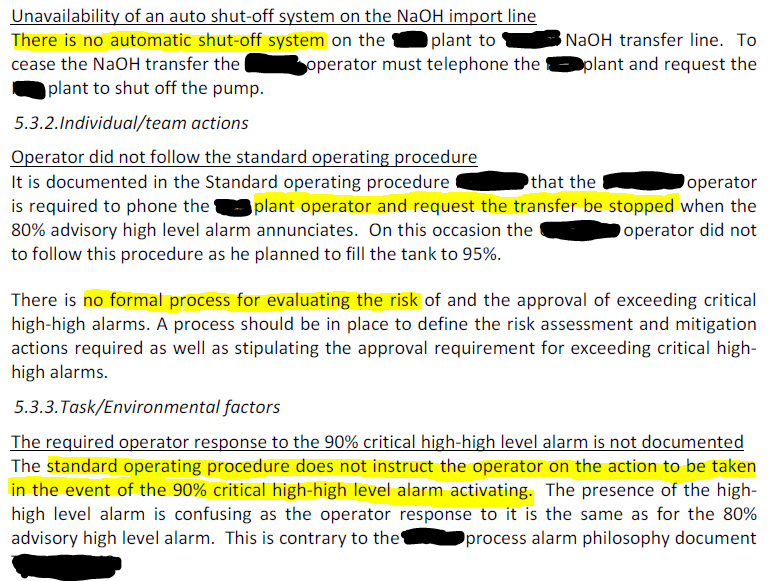 Unavailability of an auto shut-off system on the NaOH import line
There is no automatic shut-off system on the plant to NaOH transfer line. To
cease the NaOH transfer the operator must telephone the plant and request the
plant to shut off the pump.
5.3.2.Individual/team actions
Operator did not follow the standard operating procedure
It is documented in the Standard operating procedure that the operator
is required to phone the plant operator and request the transfer be stopped when the
80% advisory high level alarm annunciates. On this occasion the operator did not
to follow this procedure as he planned to fill the tank to 95%.
There is no formal process for evaluating the risk of and the approval of exceeding critical
high-high alarms. A process should be in place to define the risk assessment and mitigation
actions required as well as stipulating the approval requirement for exceeding critical high-
high alarms.
5.3.3.Task/Environmental factors
The required operator response to the 90% critical high-high level alarm is not documented
The standard operating procedure does not instruct the operator on the action to be taken
in the event of the 90% critical high-high level alarm activating. The presence of the high-
high level alarm is confusing as the operator response to it is the same as for the 80%
advisory high level alarm. This is contrary to the process alarm philosophy document